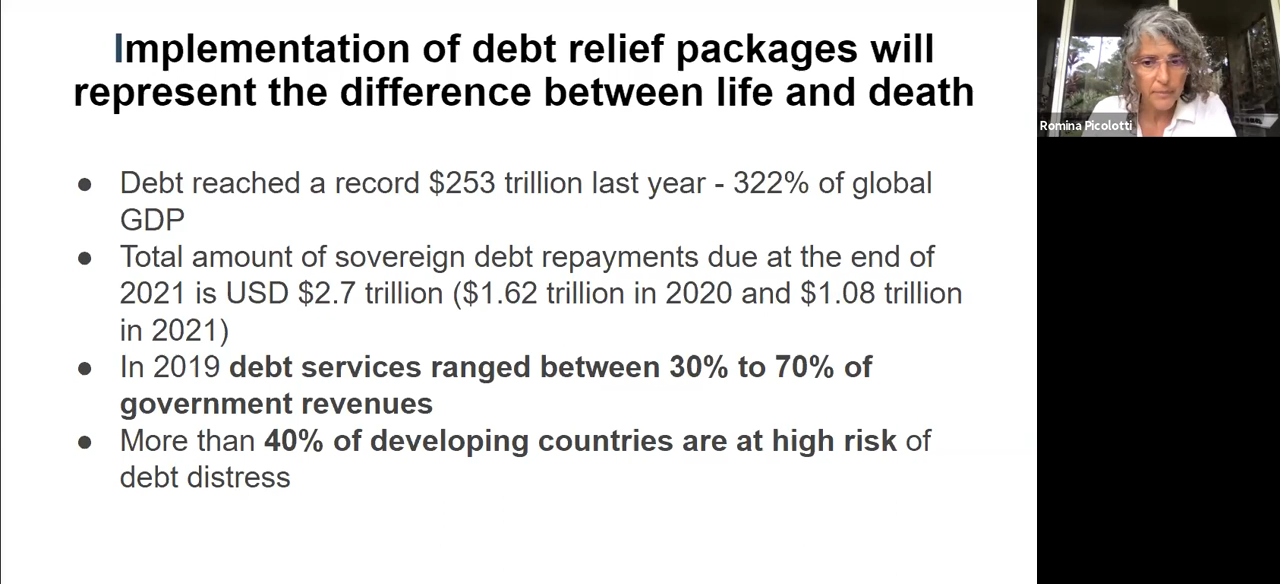 Implementation of debt relief packages will
represent the difference between life and death
● Debt reached a record $253 trillion last year - 322% of global
GDP
● Total amount of sovereign debt repayments due at the end of
2021 is USD $2.7 trillion ($1.62 trillion in 2020 and $1.08 trillion
in 2021)
● In 2019 debt services ranged between 30% to 70% of
government revenues
● More than 40% of developing countries are at high risk of
debt distress
Romina Picolotti